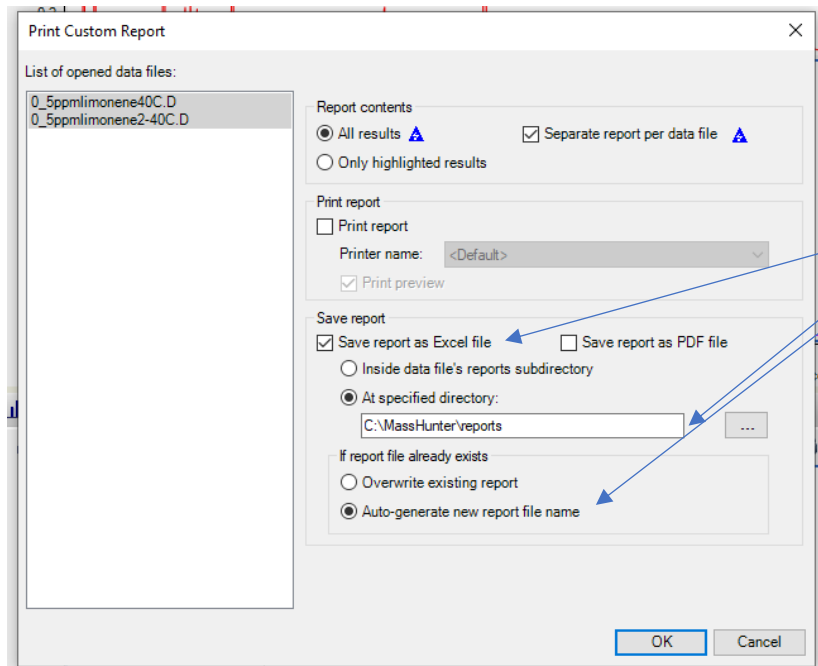 Print Custom Report
List of opened data files:
0_5ppmlimonene40C.D
0_5ppmlimonene2-40C.D
Report contents
All results
Separate report per data file
Only highlighted results
Print report
Print report
Printer name:
<Default>
Print preview
Save report
Save report as Excel file
Save report as PDF file
Inside data file's reports subdirectory
At specified directory:
C:\MassHunter\reports
...
If report file already exists
Overwrite existing report
Auto-generate new report file name
OK
Cancel